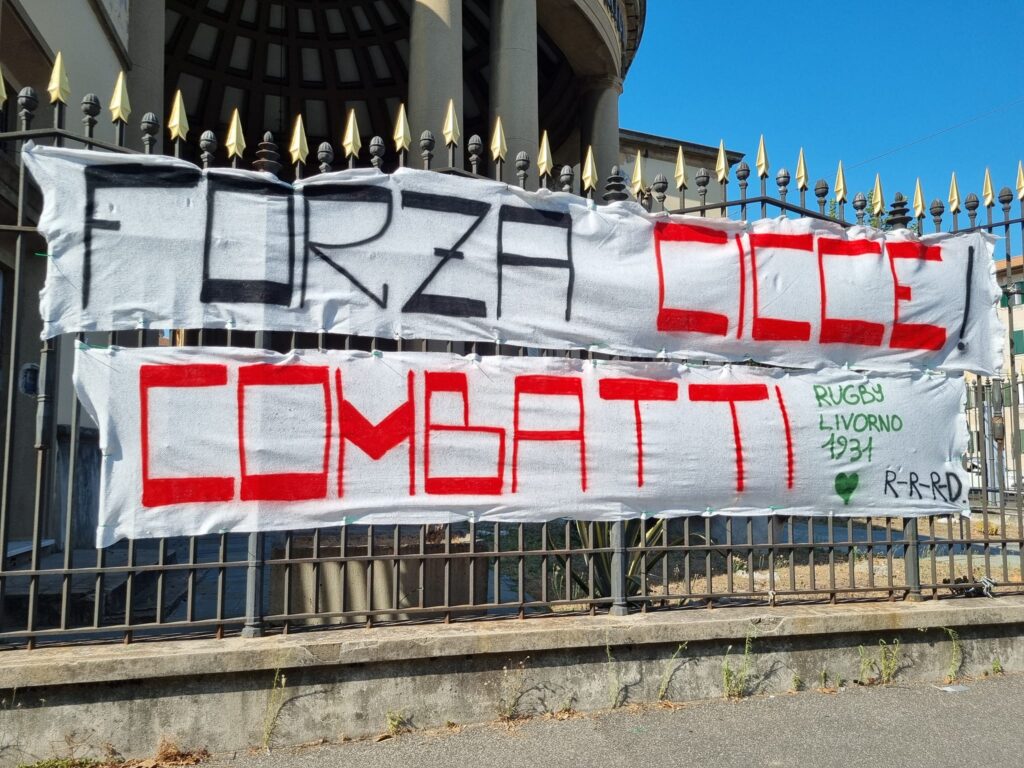 FORZA CICCE!
COMBATTI
RUGBY
LIVORNO
1931
R-R-R-D.